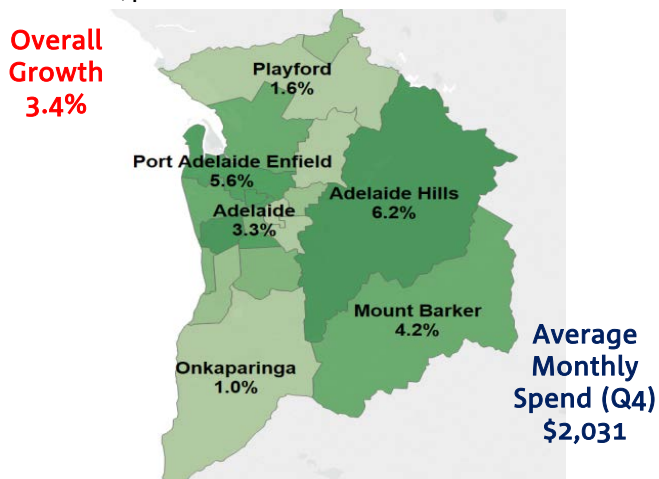 Overall
Growth
3.4%
Playford
1.6%
Port Adelaide Enfield
5.6%
Adelaide Hills
6.2%
Adelaide
3.3%
Mount Barker
4.2%
Onkaparinga
1.0%
Average
Monthly
Spend (Q4)
$2,031